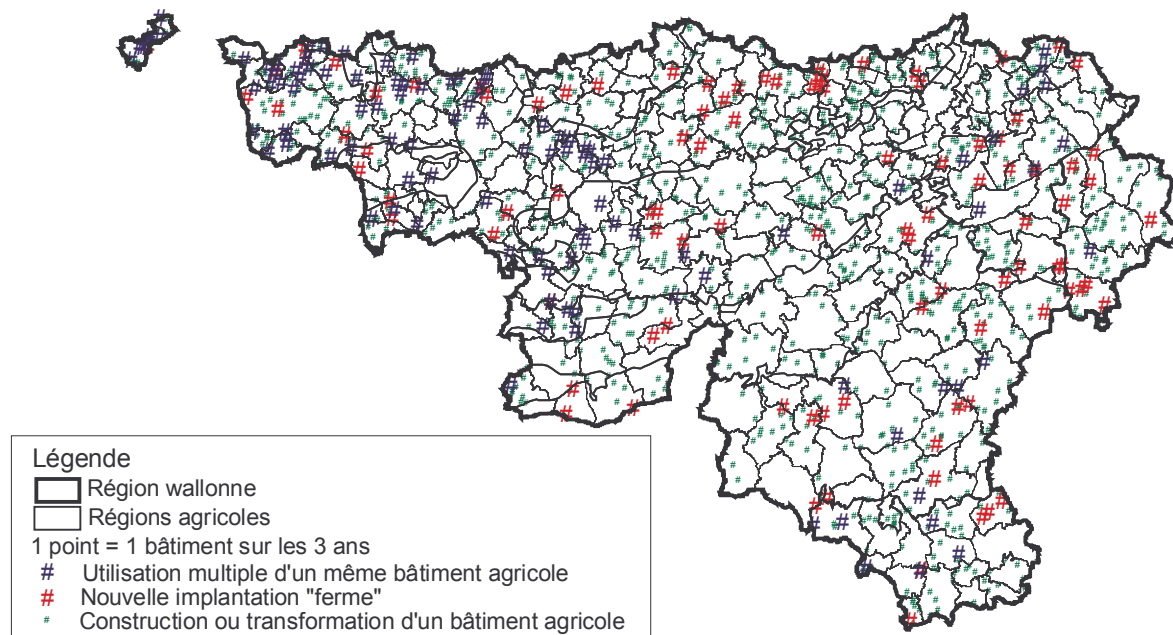 Légende
Région wallonne
Régions agricoles
1 point = 1 bâtiment sur les 3 ans
# Utilisation multiple d'un même bâtiment agricole
# Nouvelle implantation "ferme"
# Construction ou transformation d'un bâtiment agricole